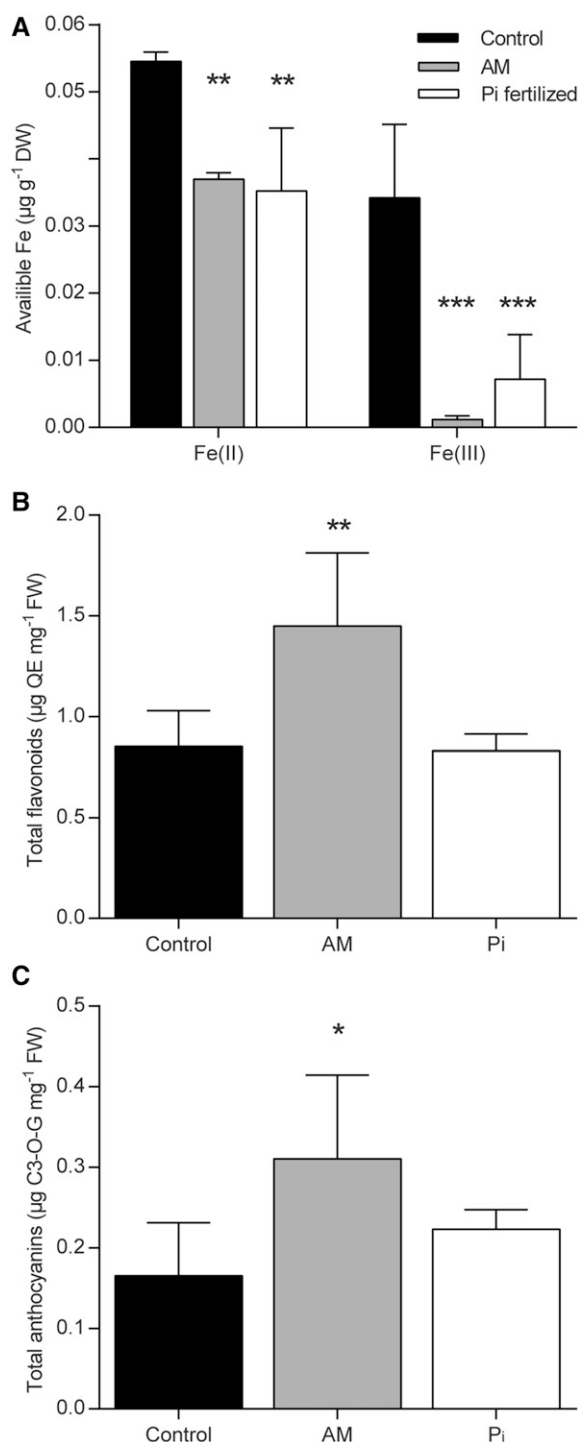 A
Availible Fe (µg g⁻¹ DW)
0.06
0.05
0.03
0.02
0.01
0.00
Control
AM
Pi fertilized
** **
*** ***
Fe(II) Fe(III)
B
Total flavonoids (µg QE mg⁻¹ FW)
2.0
1.5
1.0
0.5
0.0
**
Control AM Pi
C
Total anthocyanins (µg C3-O-G mg⁻¹ FW)
0.5
0.4
0.3
0.2
0.1
0.0
*
Control AM Pi